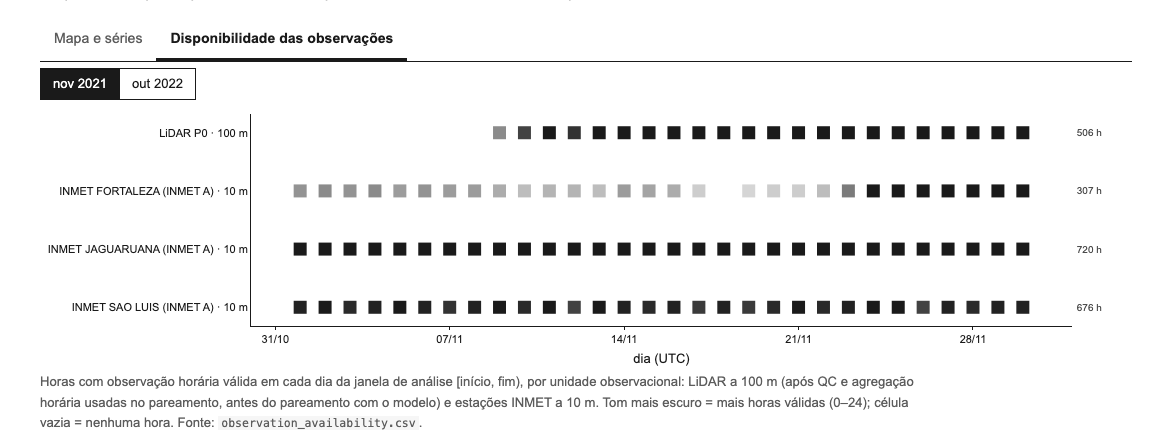 Mapa e séries
Disponibilidade das observações
nov 2021
out 2022
LiDAR P0 · 100 m
506 h
INMET FORTALEZA (INMET A) · 10 m
307 h
INMET JAGUARUANA (INMET A) · 10 m
720 h
INMET SAO LUIS (INMET A) · 10 m
676 h
31/10
07/11
14/11
21/11
28/11
dia (UTC)
Horas com observação horária válida em cada dia da janela de análise [início, fim), por unidade observacional: LiDAR a 100 m (após QC e agregação
horária usadas no pareamento, antes do pareamento com o modelo) e estações INMET a 10 m. Tom mais escuro = mais horas válidas (0–24); célula
vazia = nenhuma hora. Fonte: observation_availability.csv.